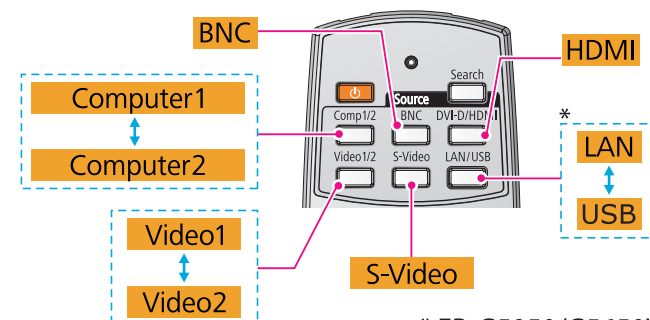 BNC
HDMI
Search
Source
Computer1
Computer2
Comp1/2 BNC DVI-D/HDMI
Video1/2 S-Video LAN/USB
*
LAN
USB
Video1
Video2
S-Video